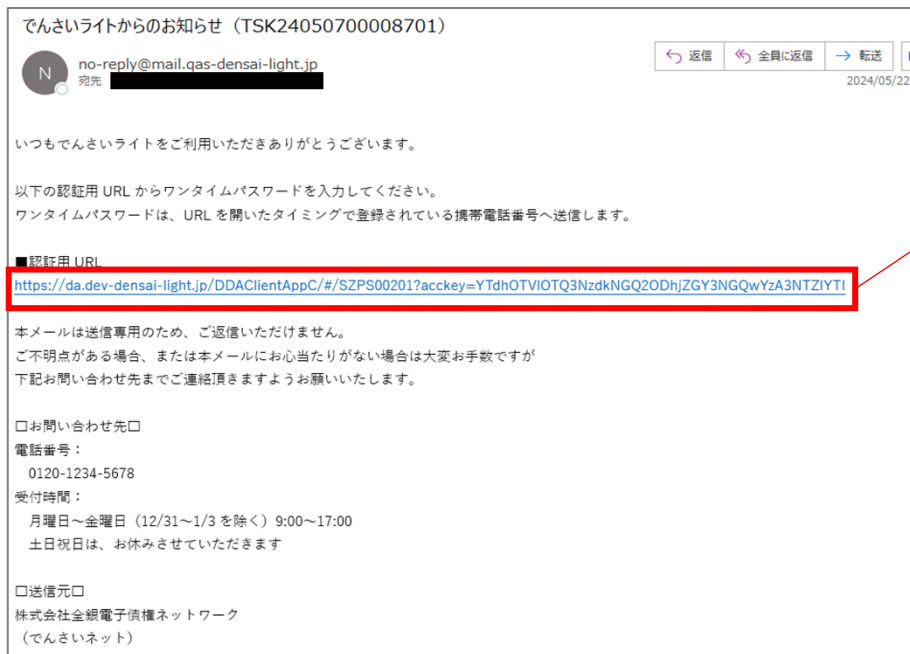 でんさいライトからのお知らせ（TSK24050700008701）
N
no-reply@mail.qas-densai-light.jp
宛先
返信
全員に返信
転送
2024/05/22
いつもでんさいライトをご利用いただきありがとうございます。
以下の認証用 URL からワンタイムパスワードを入力してください。
ワンタイムパスワードは、URL を開いたタイミングで登録されている携帯電話番号へ送信します。
■認証用 URL
https://da.dev-densai-light.jp/DDAClientAppC/#/SZPS00201?acckey=YTdhOTVlOTQ3NzdkNGQ2ODhjZGY3NGQwYzA3NTZlYTI
本メールは送信専用のため、ご返信いただけません。
ご不明点がある場合、または本メールにお心当たりがない場合は大変お手数ですが
下記お問い合わせ先までご連絡頂きますようお願いいたします。
□お問い合わせ先□
電話番号：
0120-1234-5678
受付時間：
月曜日～金曜日（12/31～1/3 を除く）9:00～17:00
土日祝日は、お休みさせていただきます
□送信元□
株式会社全銀電子債権ネットワーク
（でんさいネット）